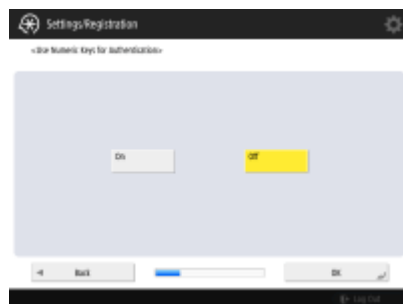 Settings/Registration
<Use Numeric Keys for Authentication>
On
Off
Back
OK
Log Out